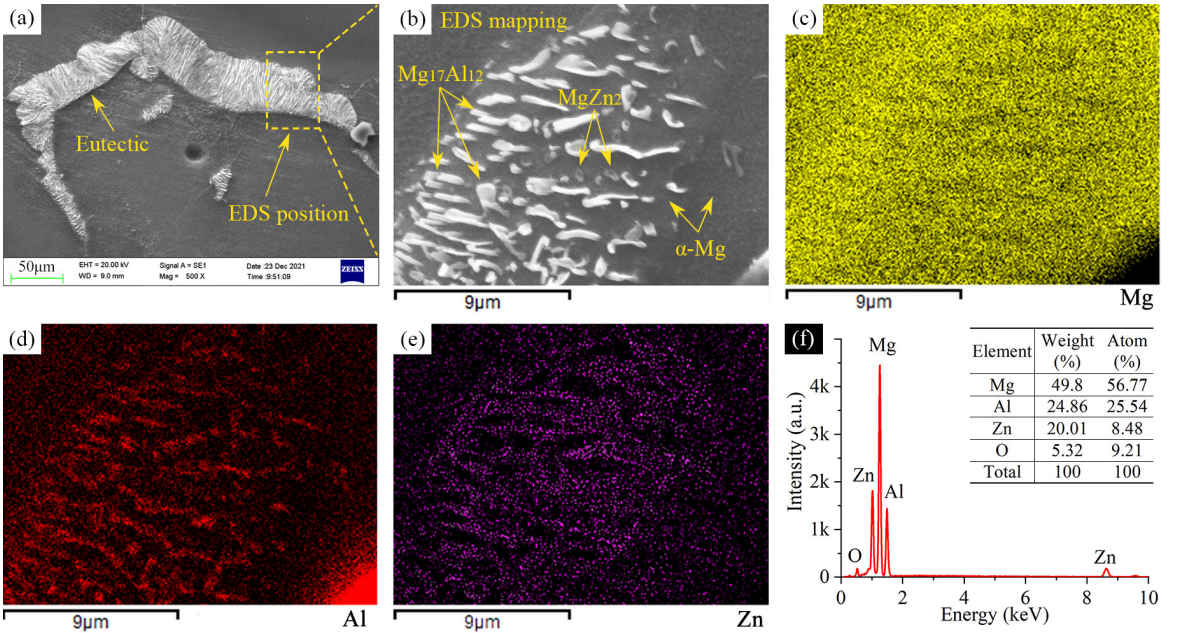 (a)
Eutectic
EDS position
50μm
EHT = 20.00 kV
WD = 9.0 mm
Signal A = SE1
Mag = 500 X
Date :23 Dec 2021
Time :9:51:09
ZEISS
(b)
EDS mapping
Mg17Al12
MgZn2
α-Mg
9μm
(c)
9μm
Mg
(d)
9μm
Al
(e)
9μm
Zn
(f)
Mg
Zn
Al
O
Zn
Intensity (a.u.)
4k
3k
2k
1k
0
0 2 4 6 8 10
Energy (keV)
Element Weight (%) Atom (%)
Mg 49.8 56.77
Al 24.86 25.54
Zn 20.01 8.48
O 5.32 9.21
Total 100 100